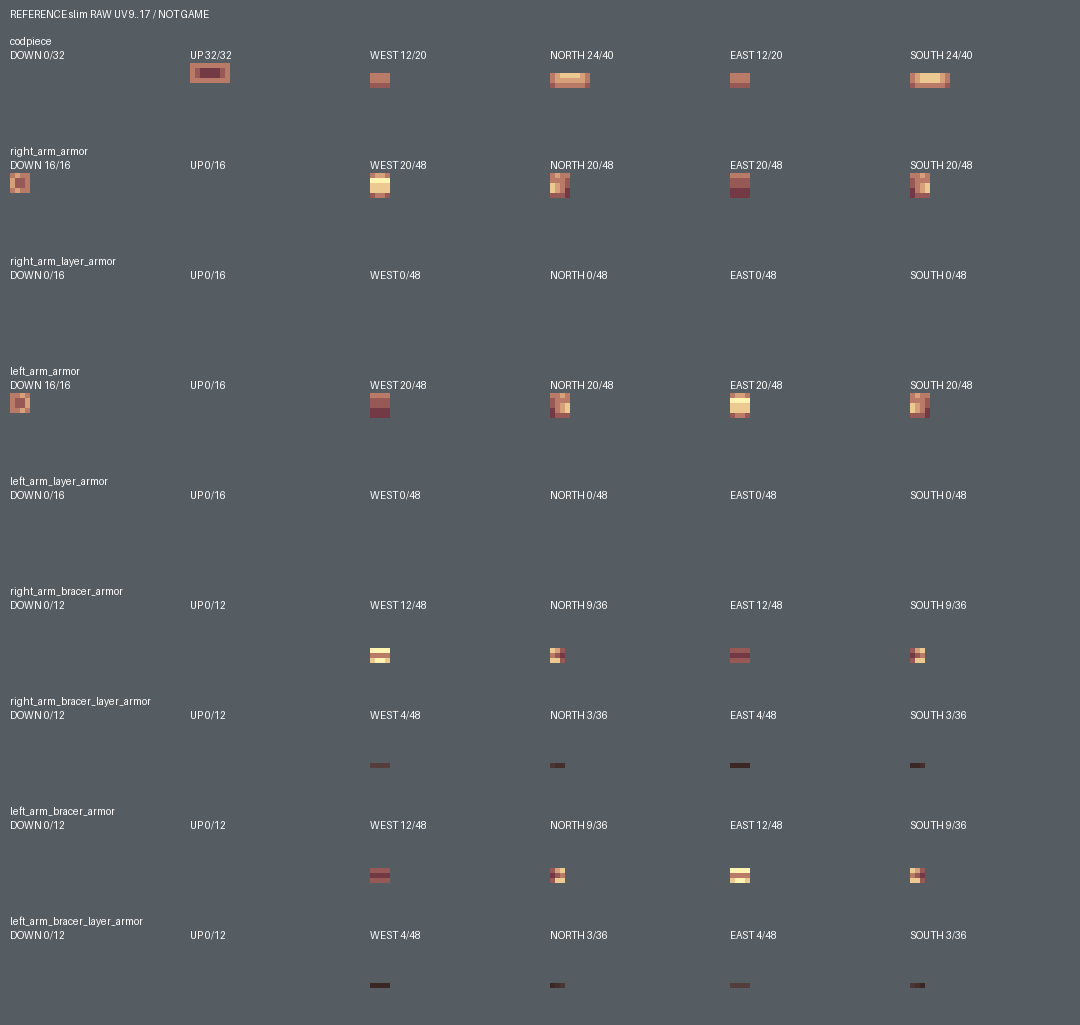 REFERENCE slim RAW UV 9..17 / NOT GAME
codpiece
DOWN 0/32 UP 32/32 WEST 12/20 NORTH 24/40 EAST 12/20 SOUTH 24/40
right_arm_armor
DOWN 16/16 UP 0/16 WEST 20/48 NORTH 20/48 EAST 20/48 SOUTH 20/48
right_arm_layer_armor
DOWN 0/16 UP 0/16 WEST 0/48 NORTH 0/48 EAST 0/48 SOUTH 0/48
left_arm_armor
DOWN 16/16 UP 0/16 WEST 20/48 NORTH 20/48 EAST 20/48 SOUTH 20/48
left_arm_layer_armor
DOWN 0/16 UP 0/16 WEST 0/48 NORTH 0/48 EAST 0/48 SOUTH 0/48
right_arm_bracer_armor
DOWN 0/12 UP 0/12 WEST 12/48 NORTH 9/36 EAST 12/48 SOUTH 9/36
right_arm_bracer_layer_armor
DOWN 0/12 UP 0/12 WEST 4/48 NORTH 3/36 EAST 4/48 SOUTH 3/36
left_arm_bracer_armor
DOWN 0/12 UP 0/12 WEST 12/48 NORTH 9/36 EAST 12/48 SOUTH 9/36
left_arm_bracer_layer_armor
DOWN 0/12 UP 0/12 WEST 4/48 NORTH 3/36 EAST 4/48 SOUTH 3/36